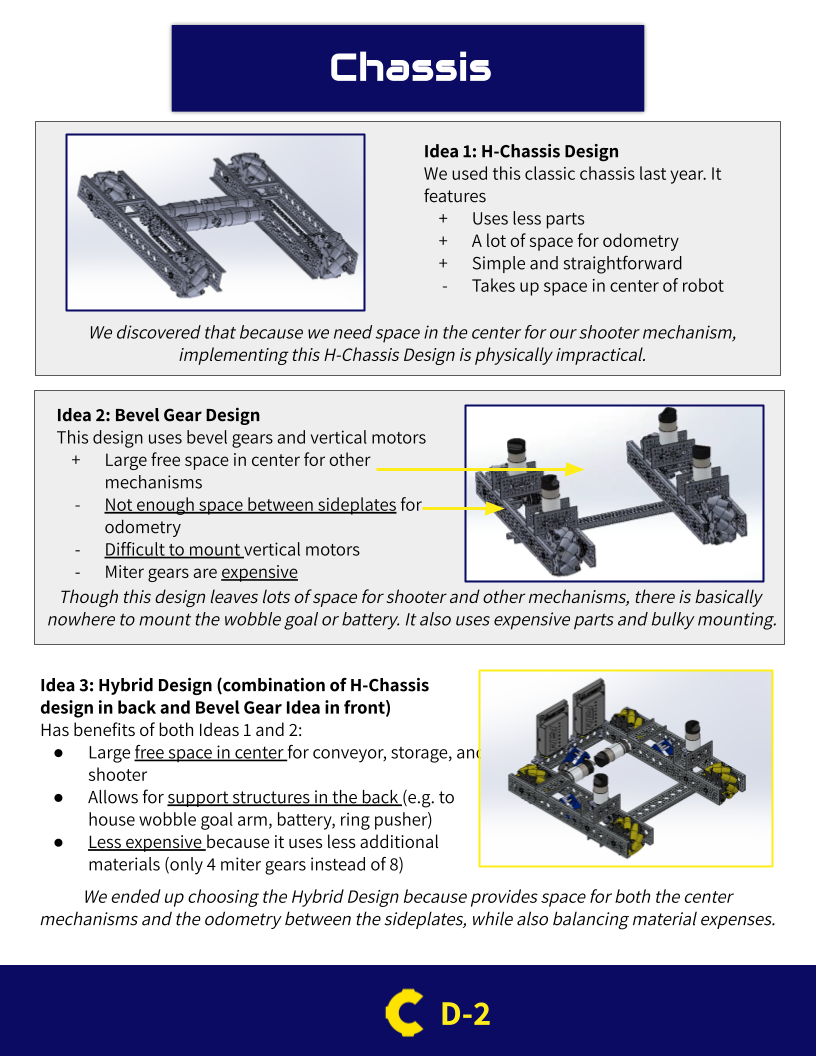 Chassis
Idea 1: H-Chassis Design
We used this classic chassis last year. It
features
+ Uses less parts
+ A lot of space for odometry
+ Simple and straightforward
- Takes up space in center of robot
We discovered that because we need space in the center for our shooter mechanism,
implementing this H-Chassis Design is physically impractical.
Idea 2: Bevel Gear Design
This design uses bevel gears and vertical motors
+ Large free space in center for other
mechanisms
- Not enough space between sideplates for
odometry
- Difficult to mount vertical motors
- Miter gears are expensive
Though this design leaves lots of space for shooter and other mechanisms, there is basically
nowhere to mount the wobble goal or battery. It also uses expensive parts and bulky mounting.
Idea 3: Hybrid Design (combination of H-Chassis
design in back and Bevel Gear Idea in front)
Has benefits of both Ideas 1 and 2:
● Large free space in center for conveyor, storage, and
shooter
● Allows for support structures in the back (e.g. to
house wobble goal arm, battery, ring pusher)
● Less expensive because it uses less additional
materials (only 4 miter gears instead of 8)
We ended up choosing the Hybrid Design because provides space for both the center
mechanisms and the odometry between the sideplates, while also balancing material expenses.
D-2